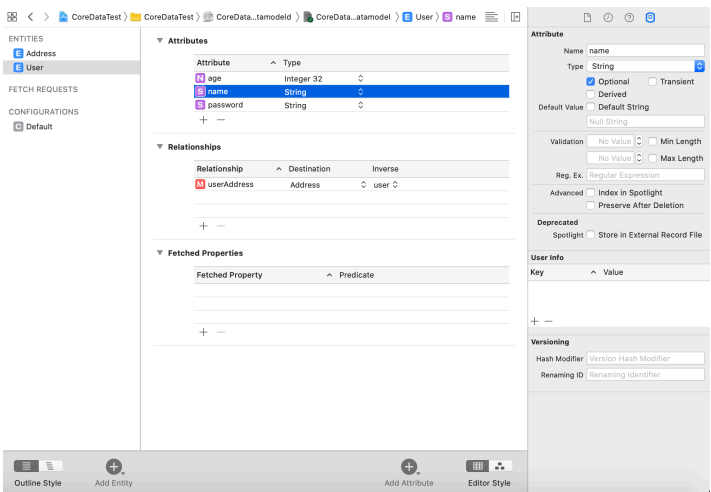 CoreDataTest 〉 CoreDataTest 〉 CoreData...tamodeld 〉 CoreData...atamodel 〉 E User 〉 S name
ENTITIES
E Address
E User
FETCH REQUESTS
CONFIGURATIONS
C Default
Attributes
Attribute Type
N age Integer 32
S name String
S password String
+ −
Relationships
Relationship Destination Inverse
M userAddress Address user
+ −
Fetched Properties
Fetched Property Predicate
+ −
Outline Style Add Entity Add Attribute Editor Style
Attribute
Name name
Type String
Optional Transient
Derived
Default Value Default String
Null String
Validation No Value Min Length
No Value Max Length
Reg. Ex. Regular Expression
Advanced Index in Spotlight
Preserve After Deletion
Deprecated
Spotlight Store in External Record File
User Info
Key Value
+ −
Versioning
Hash Modifier Version Hash Modifier
Renaming ID Renaming Identifier